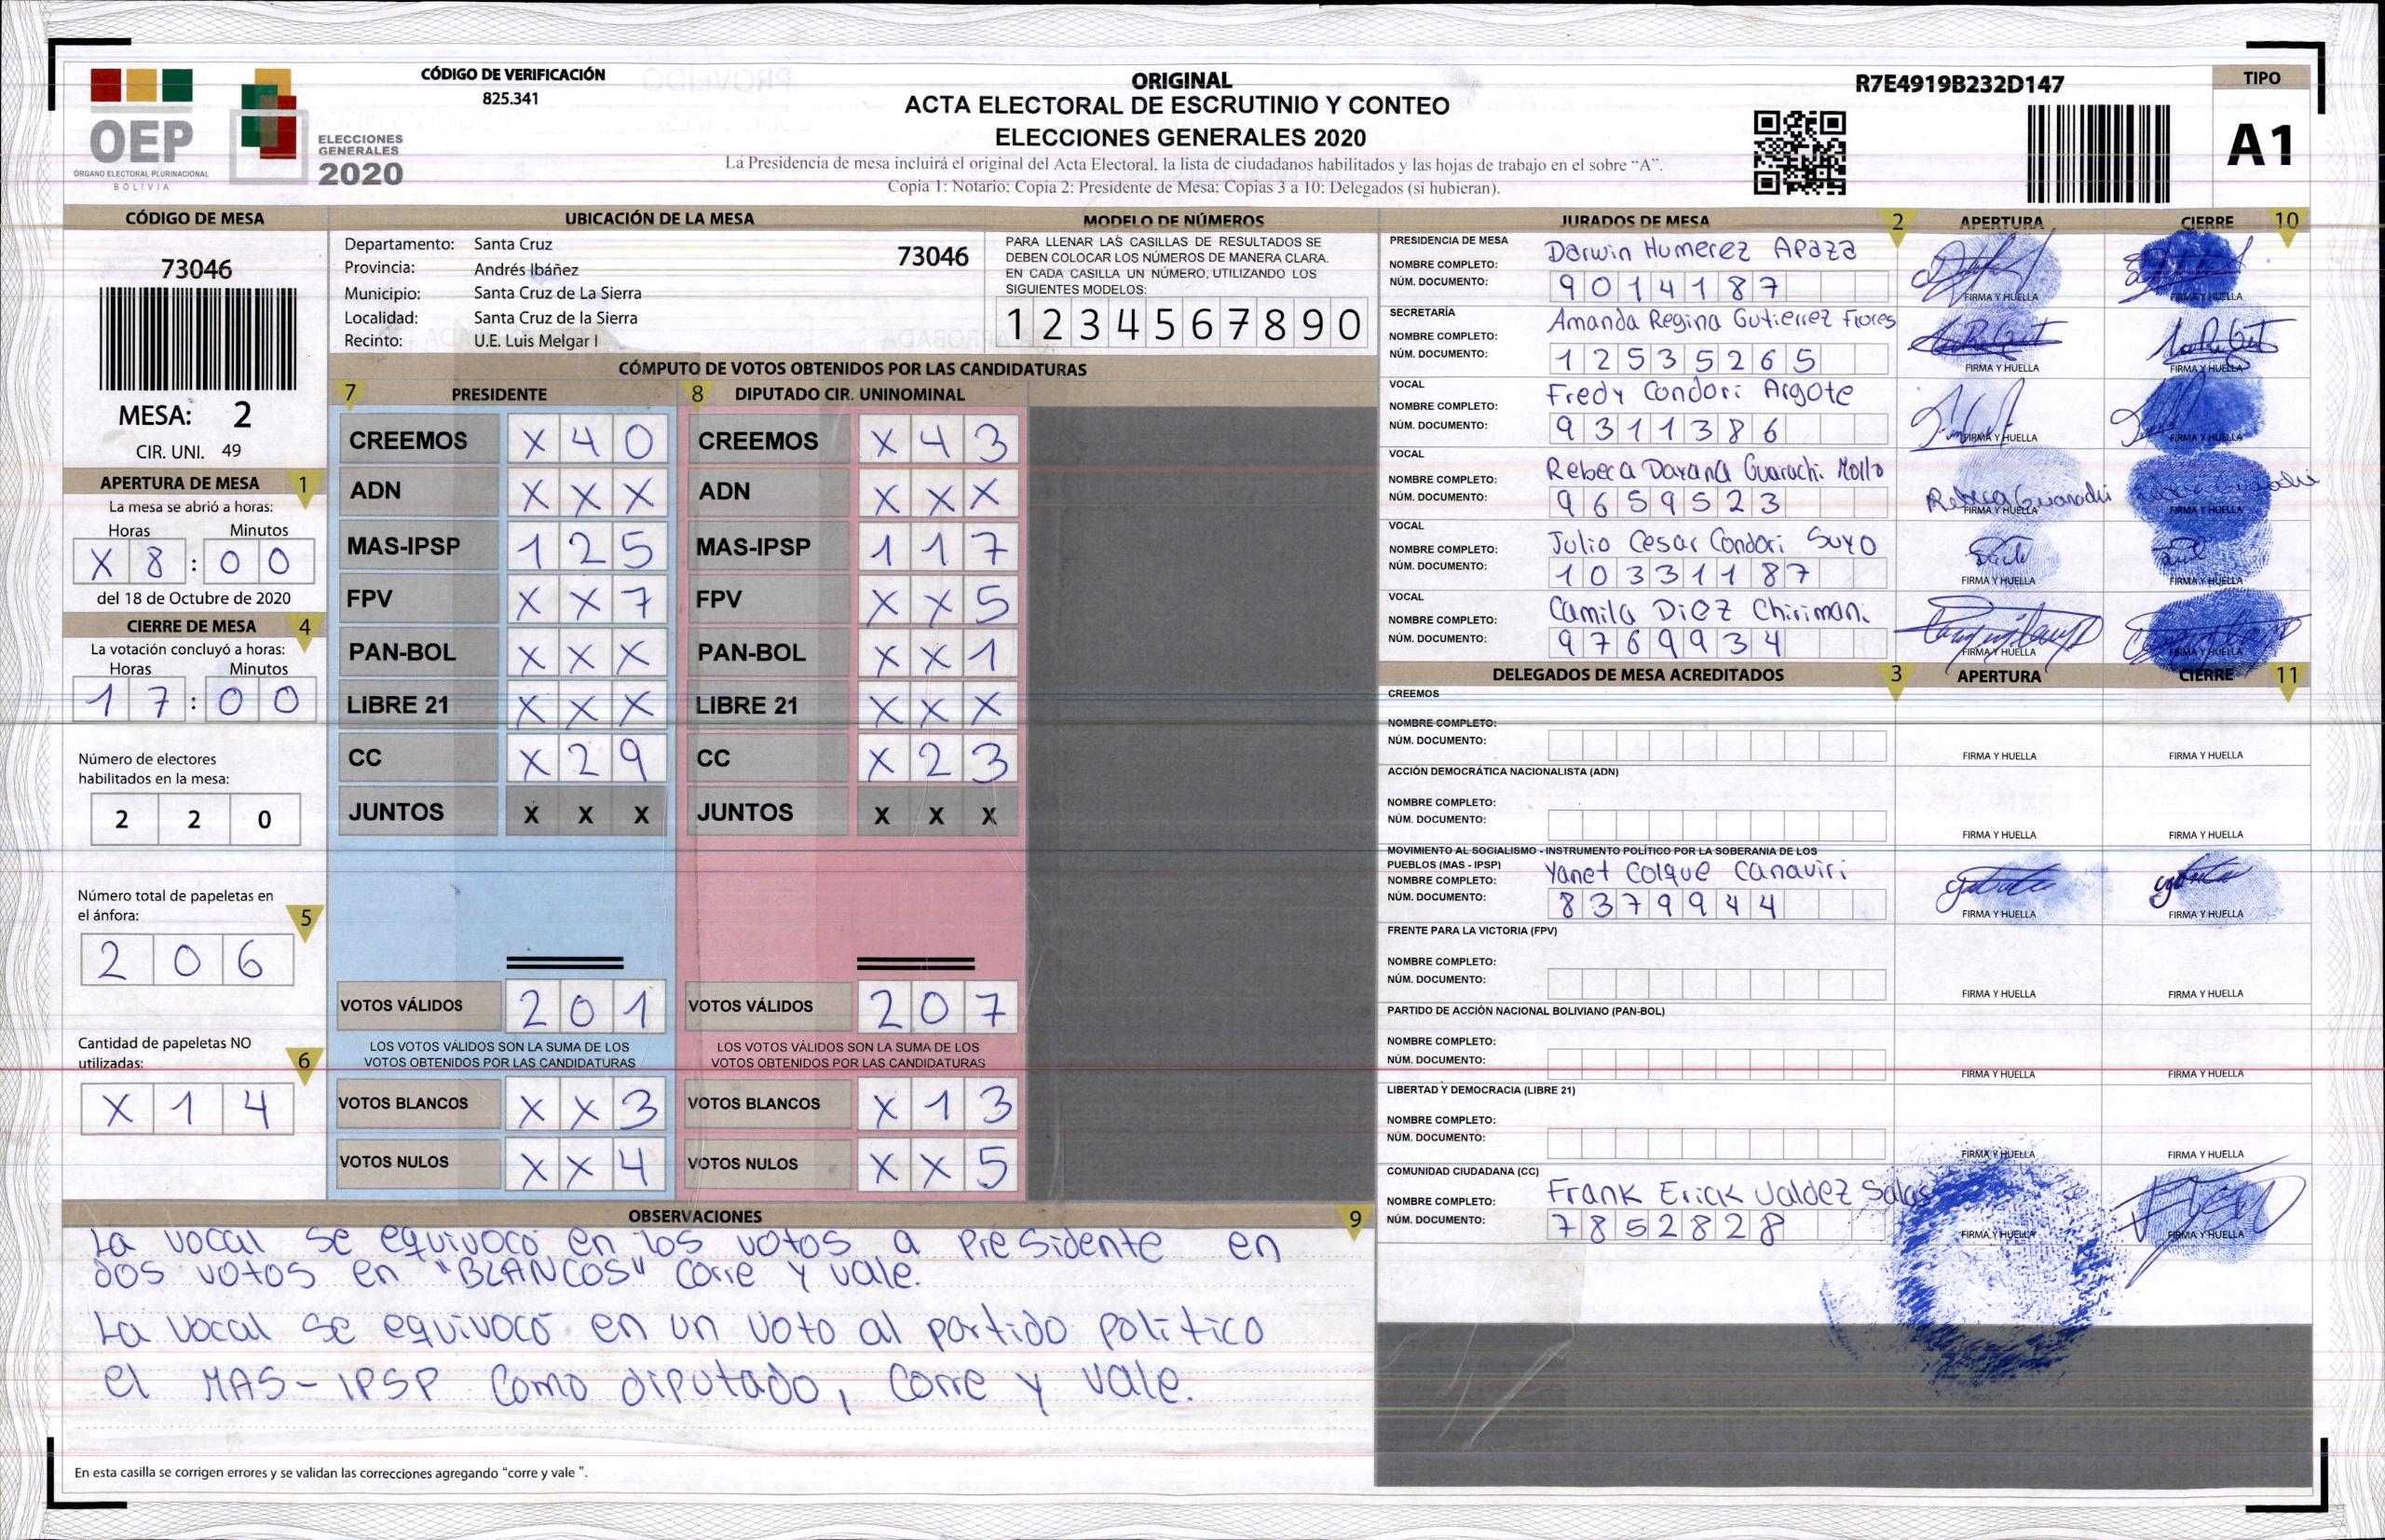 OEP
ÓRGANO ELECTORAL PLURINACIONAL
BOLIVIA
ELECCIONES
GENERALES
2020
CÓDIGO DE VERIFICACIÓN
825.341
ORIGINAL
ACTA ELECTORAL DE ESCRUTINIO Y CONTEO
ELECCIONES GENERALES 2020
La Presidencia de mesa incluirá el original del Acta Electoral, la lista de ciudadanos habilitados y las hojas de trabajo en el sobre “A”.
Copia 1: Notario; Copia 2: Presidente de Mesa; Copias 3 a 10: Delegados (si hubieran).
R7E4919B232D147
TIPO
A1
CÓDIGO DE MESA
73046
MESA: 2
CIR. UNI. 49
APERTURA DE MESA 1
La mesa se abrió a horas:
Horas Minutos
X 8 : 0 0
del 18 de Octubre de 2020
CIERRE DE MESA 4
La votación concluyó a horas:
Horas Minutos
1 7 : 0 0
Número de electores
habilitados en la mesa:
2 2 0
Número total de papeletas en
el ánfora: 5
2 0 6
Cantidad de papeletas NO
utilizadas: 6
X 1 4
UBICACIÓN DE LA MESA
Departamento: Santa Cruz 73046
Provincia: Andrés Ibáñez
Municipio: Santa Cruz de La Sierra
Localidad: Santa Cruz de la Sierra
Recinto: U.E. Luis Melgar I
MODELO DE NÚMEROS
PARA LLENAR LAS CASILLAS DE RESULTADOS SE
DEBEN COLOCAR LOS NÚMEROS DE MANERA CLARA.
EN CADA CASILLA UN NÚMERO, UTILIZANDO LOS
SIGUIENTES MODELOS:
1 2 3 4 5 6 7 8 9 0
CÓMPUTO DE VOTOS OBTENIDOS POR LAS CANDIDATURAS
7 PRESIDENTE 8 DIPUTADO CIR. UNINOMINAL
CREEMOS X 4 0 CREEMOS X 4 3
ADN X X X ADN X X X
MAS-IPSP 1 2 5 MAS-IPSP 1 1 7
FPV X X 7 FPV X X 5
PAN-BOL X X X PAN-BOL X X 1
LIBRE 21 X X X LIBRE 21 X X X
CC X 2 9 CC X 2 3
JUNTOS X X X JUNTOS X X X
VOTOS VÁLIDOS 2 0 1 VOTOS VÁLIDOS 2 0 7
LOS VOTOS VÁLIDOS SON LA SUMA DE LOS LOS VOTOS VÁLIDOS SON LA SUMA DE LOS
VOTOS OBTENIDOS POR LAS CANDIDATURAS VOTOS OBTENIDOS POR LAS CANDIDATURAS
VOTOS BLANCOS X X 3 VOTOS BLANCOS X 1 3
VOTOS NULOS X X 4 VOTOS NULOS X X 5
OBSERVACIONES 9
La vocal se equivocó en los votos a presidente en
dos votos en "BLANCOS" corre y vale.
La vocal se equivocó en un voto al partido político
el MAS-IPSP como diputado, corre y vale.
En esta casilla se corrigen errores y se validan las correcciones agregando “corre y vale ”.
JURADOS DE MESA 2 APERTURA CIERRE 10
PRESIDENCIA DE MESA
NOMBRE COMPLETO: Darwin Humerez Apaza
NÚM. DOCUMENTO: 9014187
FIRMA Y HUELLA FIRMA Y HUELLA
SECRETARÍA
NOMBRE COMPLETO: Amanda Regina Gutierrez Flores
NÚM. DOCUMENTO: 12535265
FIRMA Y HUELLA FIRMA Y HUELLA
VOCAL
NOMBRE COMPLETO: Fredy Condori Argote
NÚM. DOCUMENTO: 9311386
FIRMA Y HUELLA FIRMA Y HUELLA
VOCAL
NOMBRE COMPLETO: Rebeca Dayana Guarachi Mollo
NÚM. DOCUMENTO: 9659523
Rebeca Guarachi
FIRMA Y HUELLA FIRMA Y HUELLA
VOCAL
NOMBRE COMPLETO: Julio Cesar Condori Suyo
NÚM. DOCUMENTO: 10331187
FIRMA Y HUELLA FIRMA Y HUELLA
VOCAL
NOMBRE COMPLETO: Camila Diez Chirimani
NÚM. DOCUMENTO: 9769934
FIRMA Y HUELLA FIRMA Y HUELLA
DELEGADOS DE MESA ACREDITADOS 3 APERTURA CIERRE 11
CREEMOS
NOMBRE COMPLETO:
NÚM. DOCUMENTO:
FIRMA Y HUELLA FIRMA Y HUELLA
ACCIÓN DEMOCRÁTICA NACIONALISTA (ADN)
NOMBRE COMPLETO:
NÚM. DOCUMENTO:
FIRMA Y HUELLA FIRMA Y HUELLA
MOVIMIENTO AL SOCIALISMO - INSTRUMENTO POLÍTICO POR LA SOBERANIA DE LOS
PUEBLOS (MAS - IPSP)
NOMBRE COMPLETO: Yanet Colque Canaviri
NÚM. DOCUMENTO: 8379944
FIRMA Y HUELLA FIRMA Y HUELLA
FRENTE PARA LA VICTORIA (FPV)
NOMBRE COMPLETO:
NÚM. DOCUMENTO:
FIRMA Y HUELLA FIRMA Y HUELLA
PARTIDO DE ACCIÓN NACIONAL BOLIVIANO (PAN-BOL)
NOMBRE COMPLETO:
NÚM. DOCUMENTO:
FIRMA Y HUELLA FIRMA Y HUELLA
LIBERTAD Y DEMOCRACIA (LIBRE 21)
NOMBRE COMPLETO:
NÚM. DOCUMENTO:
FIRMA Y HUELLA FIRMA Y HUELLA
COMUNIDAD CIUDADANA (CC)
NOMBRE COMPLETO: Frank Erick Valdez Salas
NÚM. DOCUMENTO: 7852828
FIRMA Y HUELLA FIRMA Y HUELLA